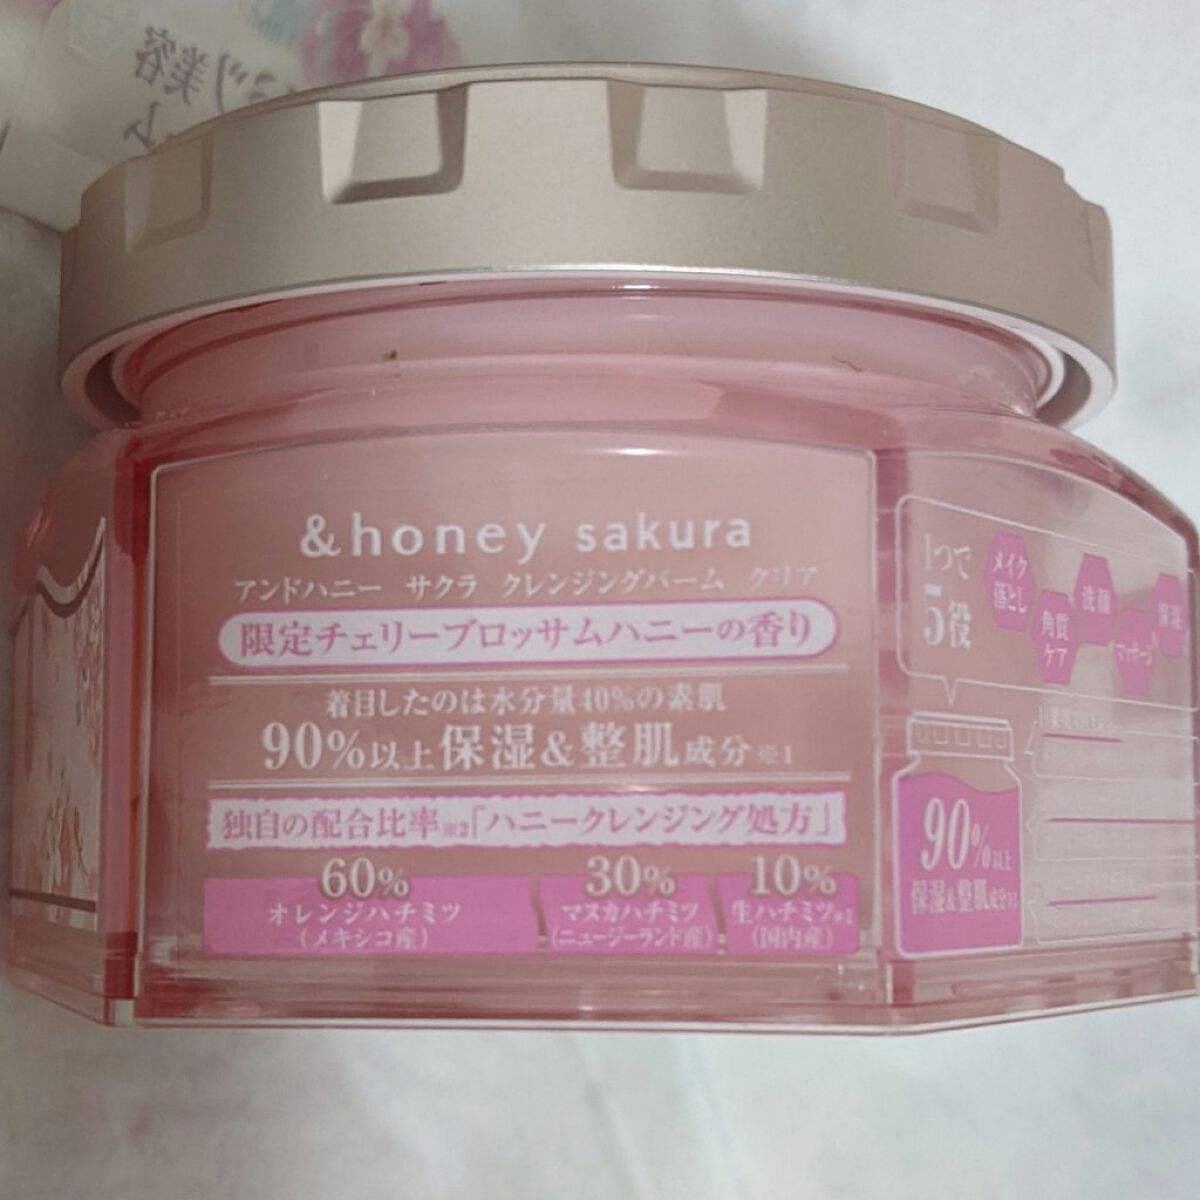 &honey sakura
アンドハニー サクラ クレンジングバーム クリア
限定チェリーブロッサムハニーの香り
着目したのは水分量40%の素肌
90%以上保湿&整肌成分※1
独自の配合比率※2「ハニークレンジング処方」
60%
オレンジハチミツ
(メキシコ産)
30%
マヌカハチミツ
(ニュージーランド産)
10%
生ハチミツ※1
(国内産)
1つで
5役
メイク
落とし
角質
ケア
洗顔
マッサージ
保湿
90%以上
保湿&整肌成分
ハチミツ美容